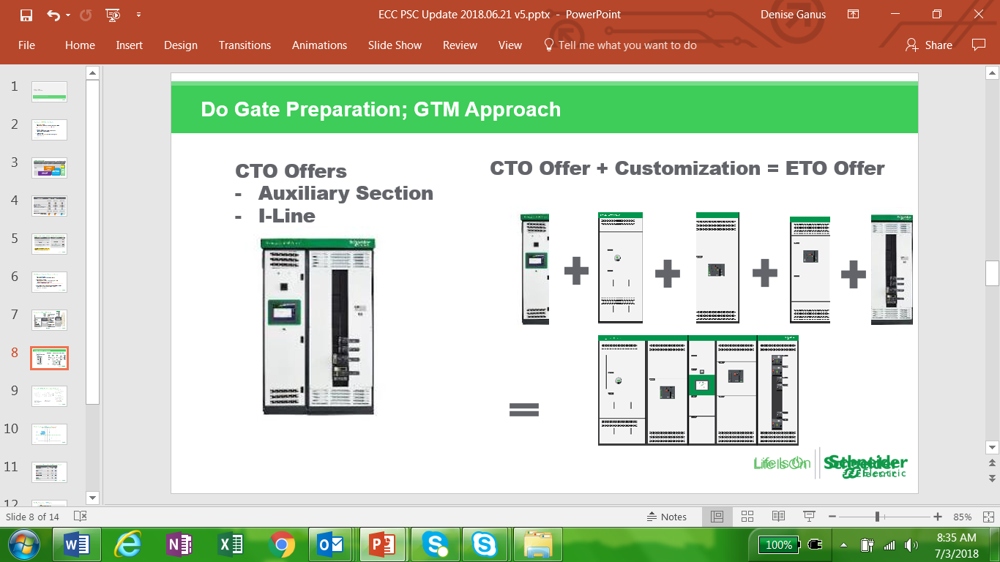 ECC PSC Update 2018.06.21 v5.pptx - PowerPoint
Denise Ganus
File Home Insert Design Transitions Animations Slide Show Review View Tell me what you want to do Share
1
2
3
4
5
6
7
8
9
10
11
12
Do Gate Preparation; GTM Approach
CTO Offers
- Auxiliary Section
- I-Line
CTO Offer + Customization = ETO Offer
+ + + +
=
Life Is On
Schneider
Electric
Slide 8 of 14
Notes
85%
100%
8:35 AM
7/3/2018